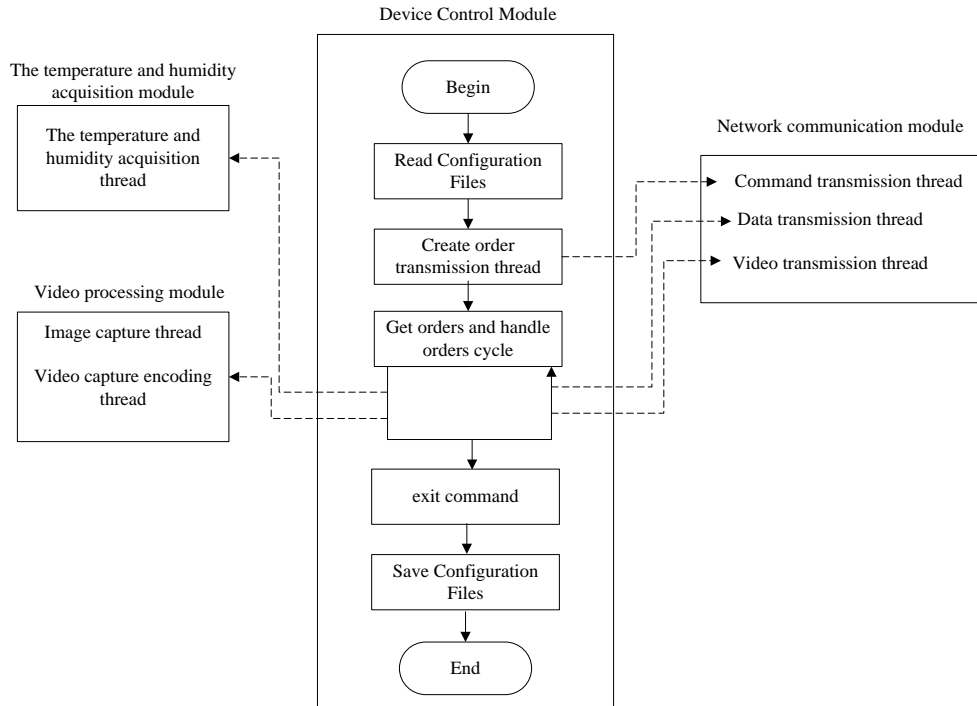 Device Control Module
The temperature and humidity
acquisition module
The temperature and
humidity acquisition
thread
Video processing module
Image capture thread
Video capture encoding
thread
Begin
Read Configuration
Files
Create order
transmission thread
Get orders and handle
orders cycle
exit command
Save Configuration
Files
End
Network communication module
Command transmission thread
Data transmission thread
Video transmission thread